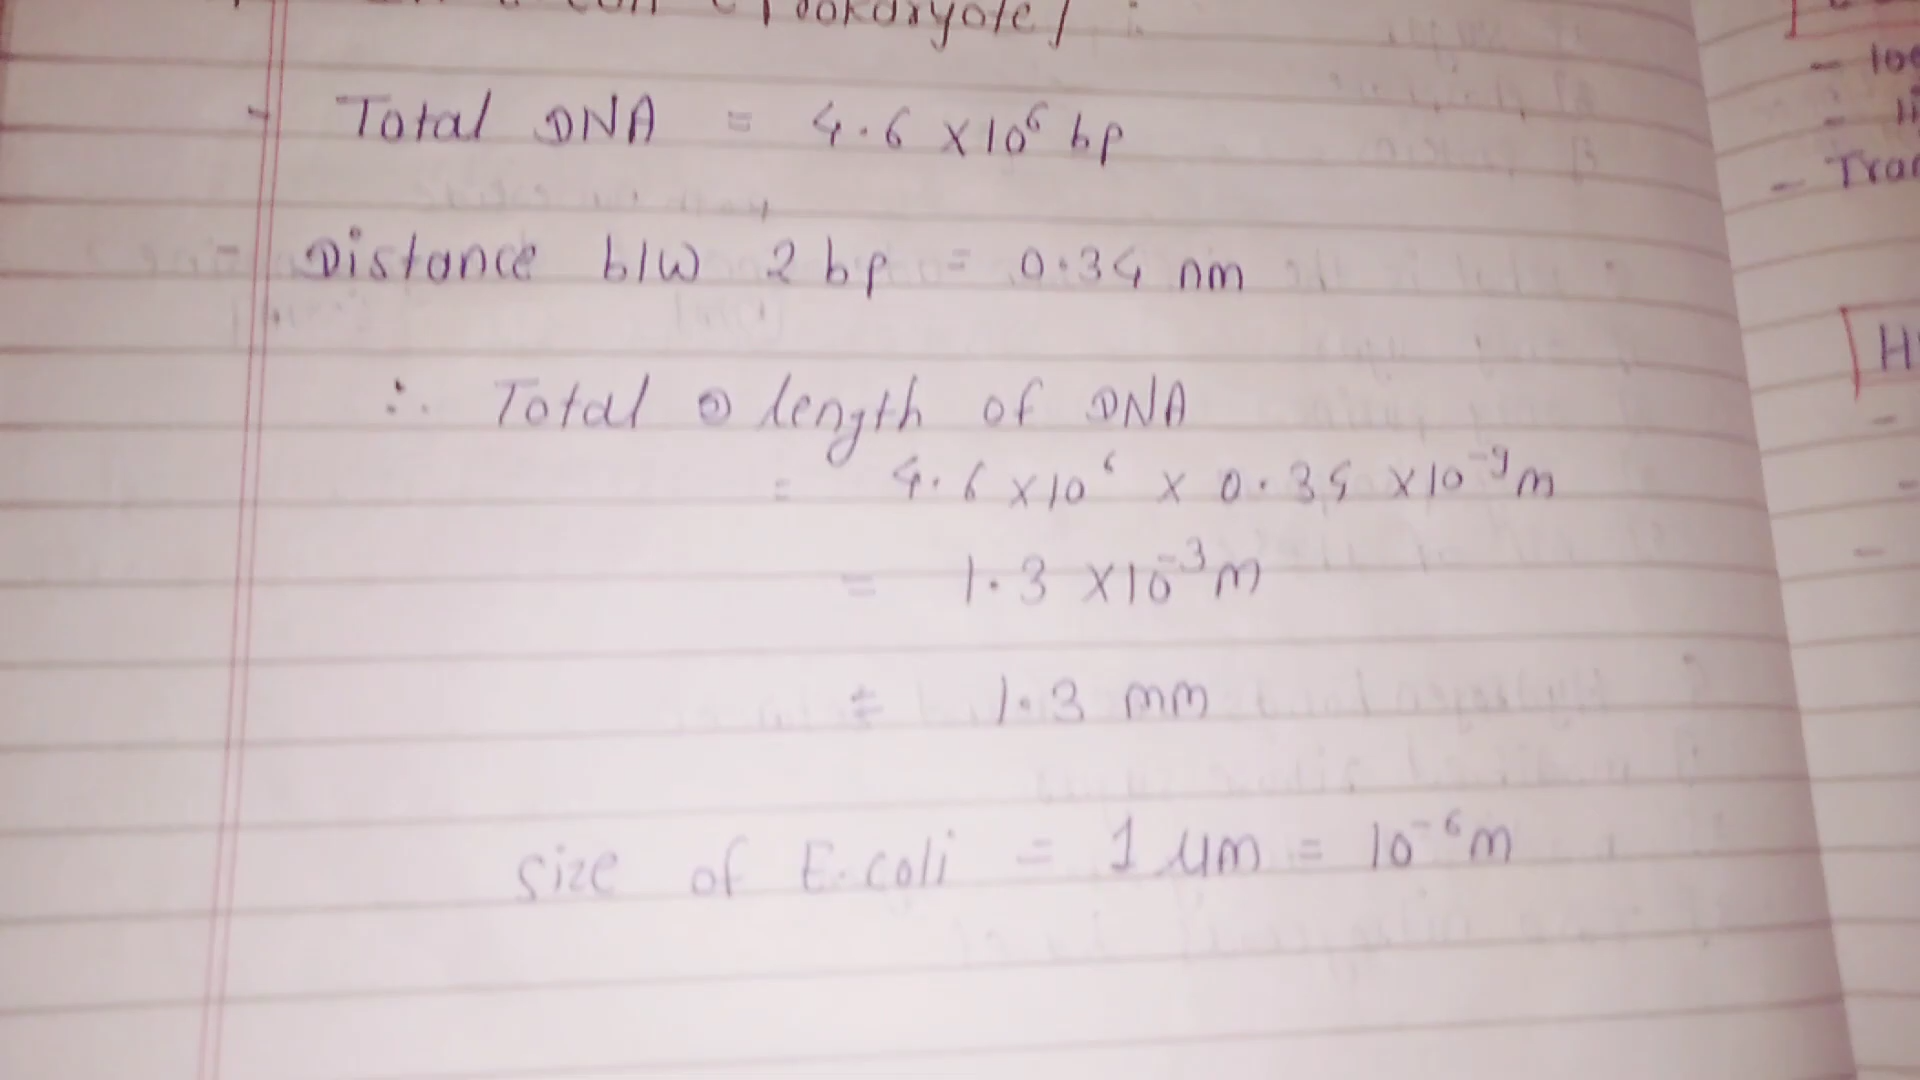 - Total DNA = 4.6 x 10⁶ bp
- Distance b/w 2 bp = 0.34 nm
∴ Total length of DNA
= 4.6 x 10⁶ x 0.34 x 10⁻⁹ m
= 1.3 x 10⁻³ m
= 1.3 mm
size of E.coli = 1 μm = 10⁻⁶ m
H